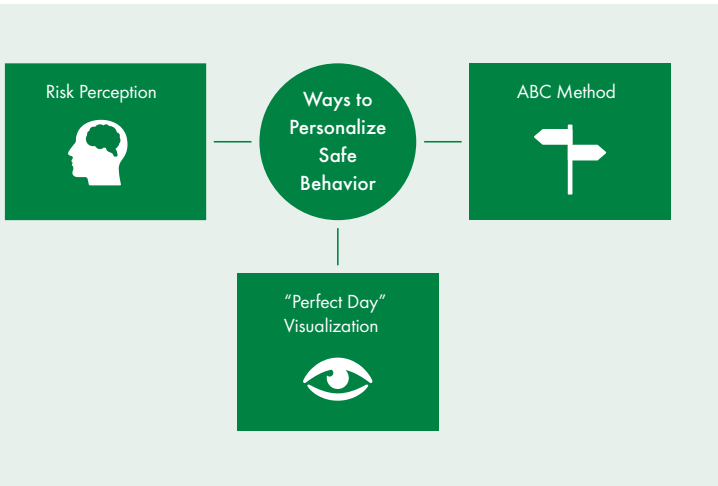 Risk Perception
Ways to
Personalize
Safe
Behavior
ABC Method
“Perfect Day”
Visualization